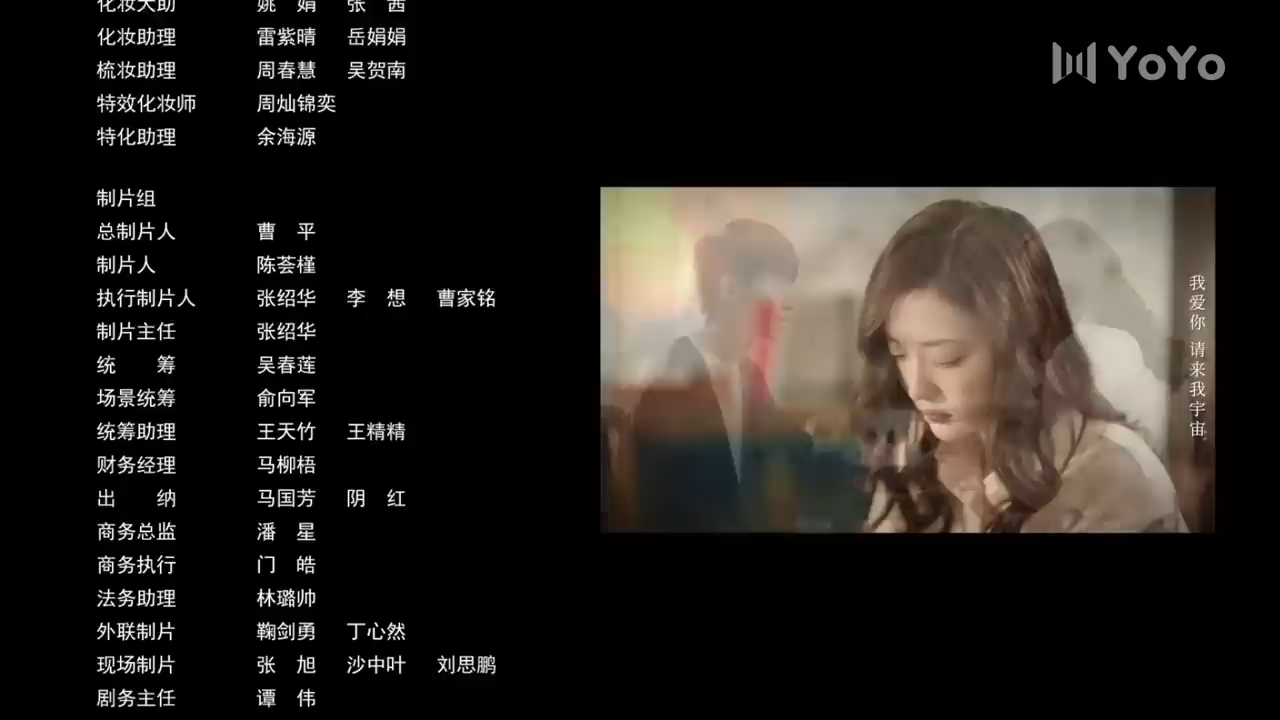 化妆大助 姚 娟 张 茜
化妆助理 雷紫晴 岳娟娟
梳妆助理 周春慧 吴贺南
特效化妆师 周灿锦奕
特化助理 余海源
制片组
总制片人 曹 平
制片人 陈荟槿
执行制片人 张绍华 李 想 曹家铭
制片主任 张绍华
统 筹 吴春莲
场景统筹 俞向军
统筹助理 王天竹 王精精
财务经理 马柳梧
出 纳 马国芳 阴 红
商务总监 潘 星
商务执行 门 皓
法务助理 林璐帅
外联制片 鞠剑勇 丁心然
现场制片 张 旭 沙中叶 刘思鹏
剧务主任 谭 伟
YoYo
我爱你 请来我宇宙